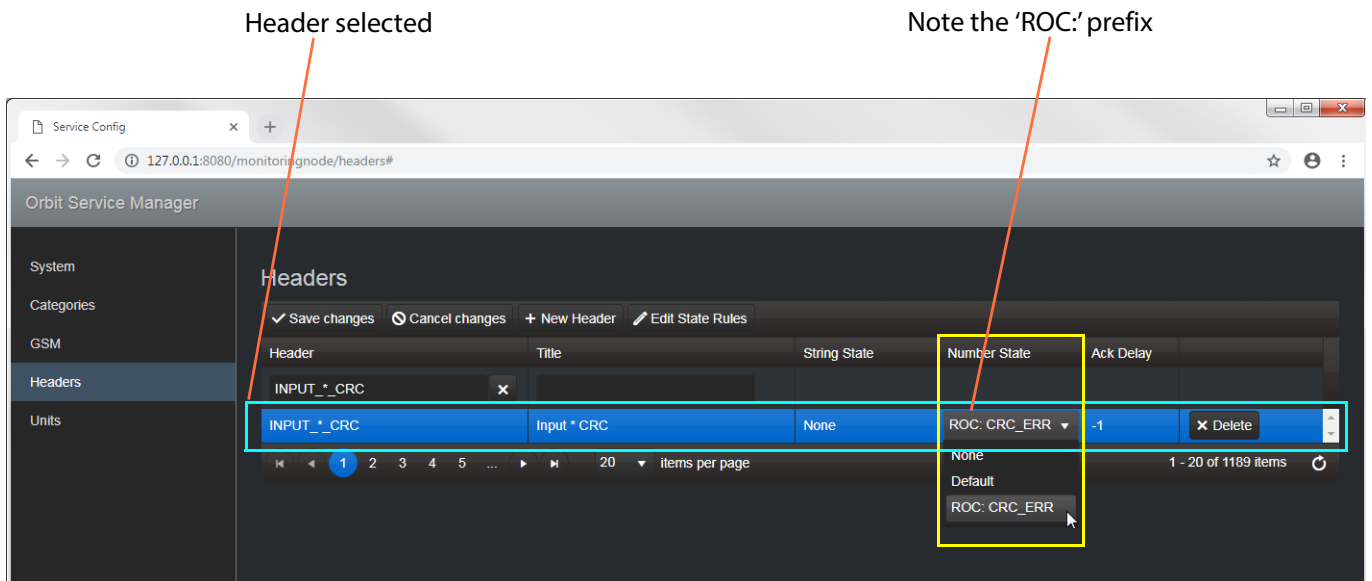 Header selected
Note the ‘ROC:’ prefix
Service Config
127.0.0.1:8080/monitoringnode/headers#
Orbit Service Manager
System
Categories
GSM
Headers
Units
Headers
Save changes Cancel changes + New Header Edit State Rules
Header Title String State Number State Ack Delay
INPUT_*_CRC
INPUT_*_CRC Input * CRC None ROC: CRC_ERR -1 Delete
1 2 3 4 5 ... 20 items per page 1 - 20 of 1189 items
None
Default
ROC: CRC_ERR